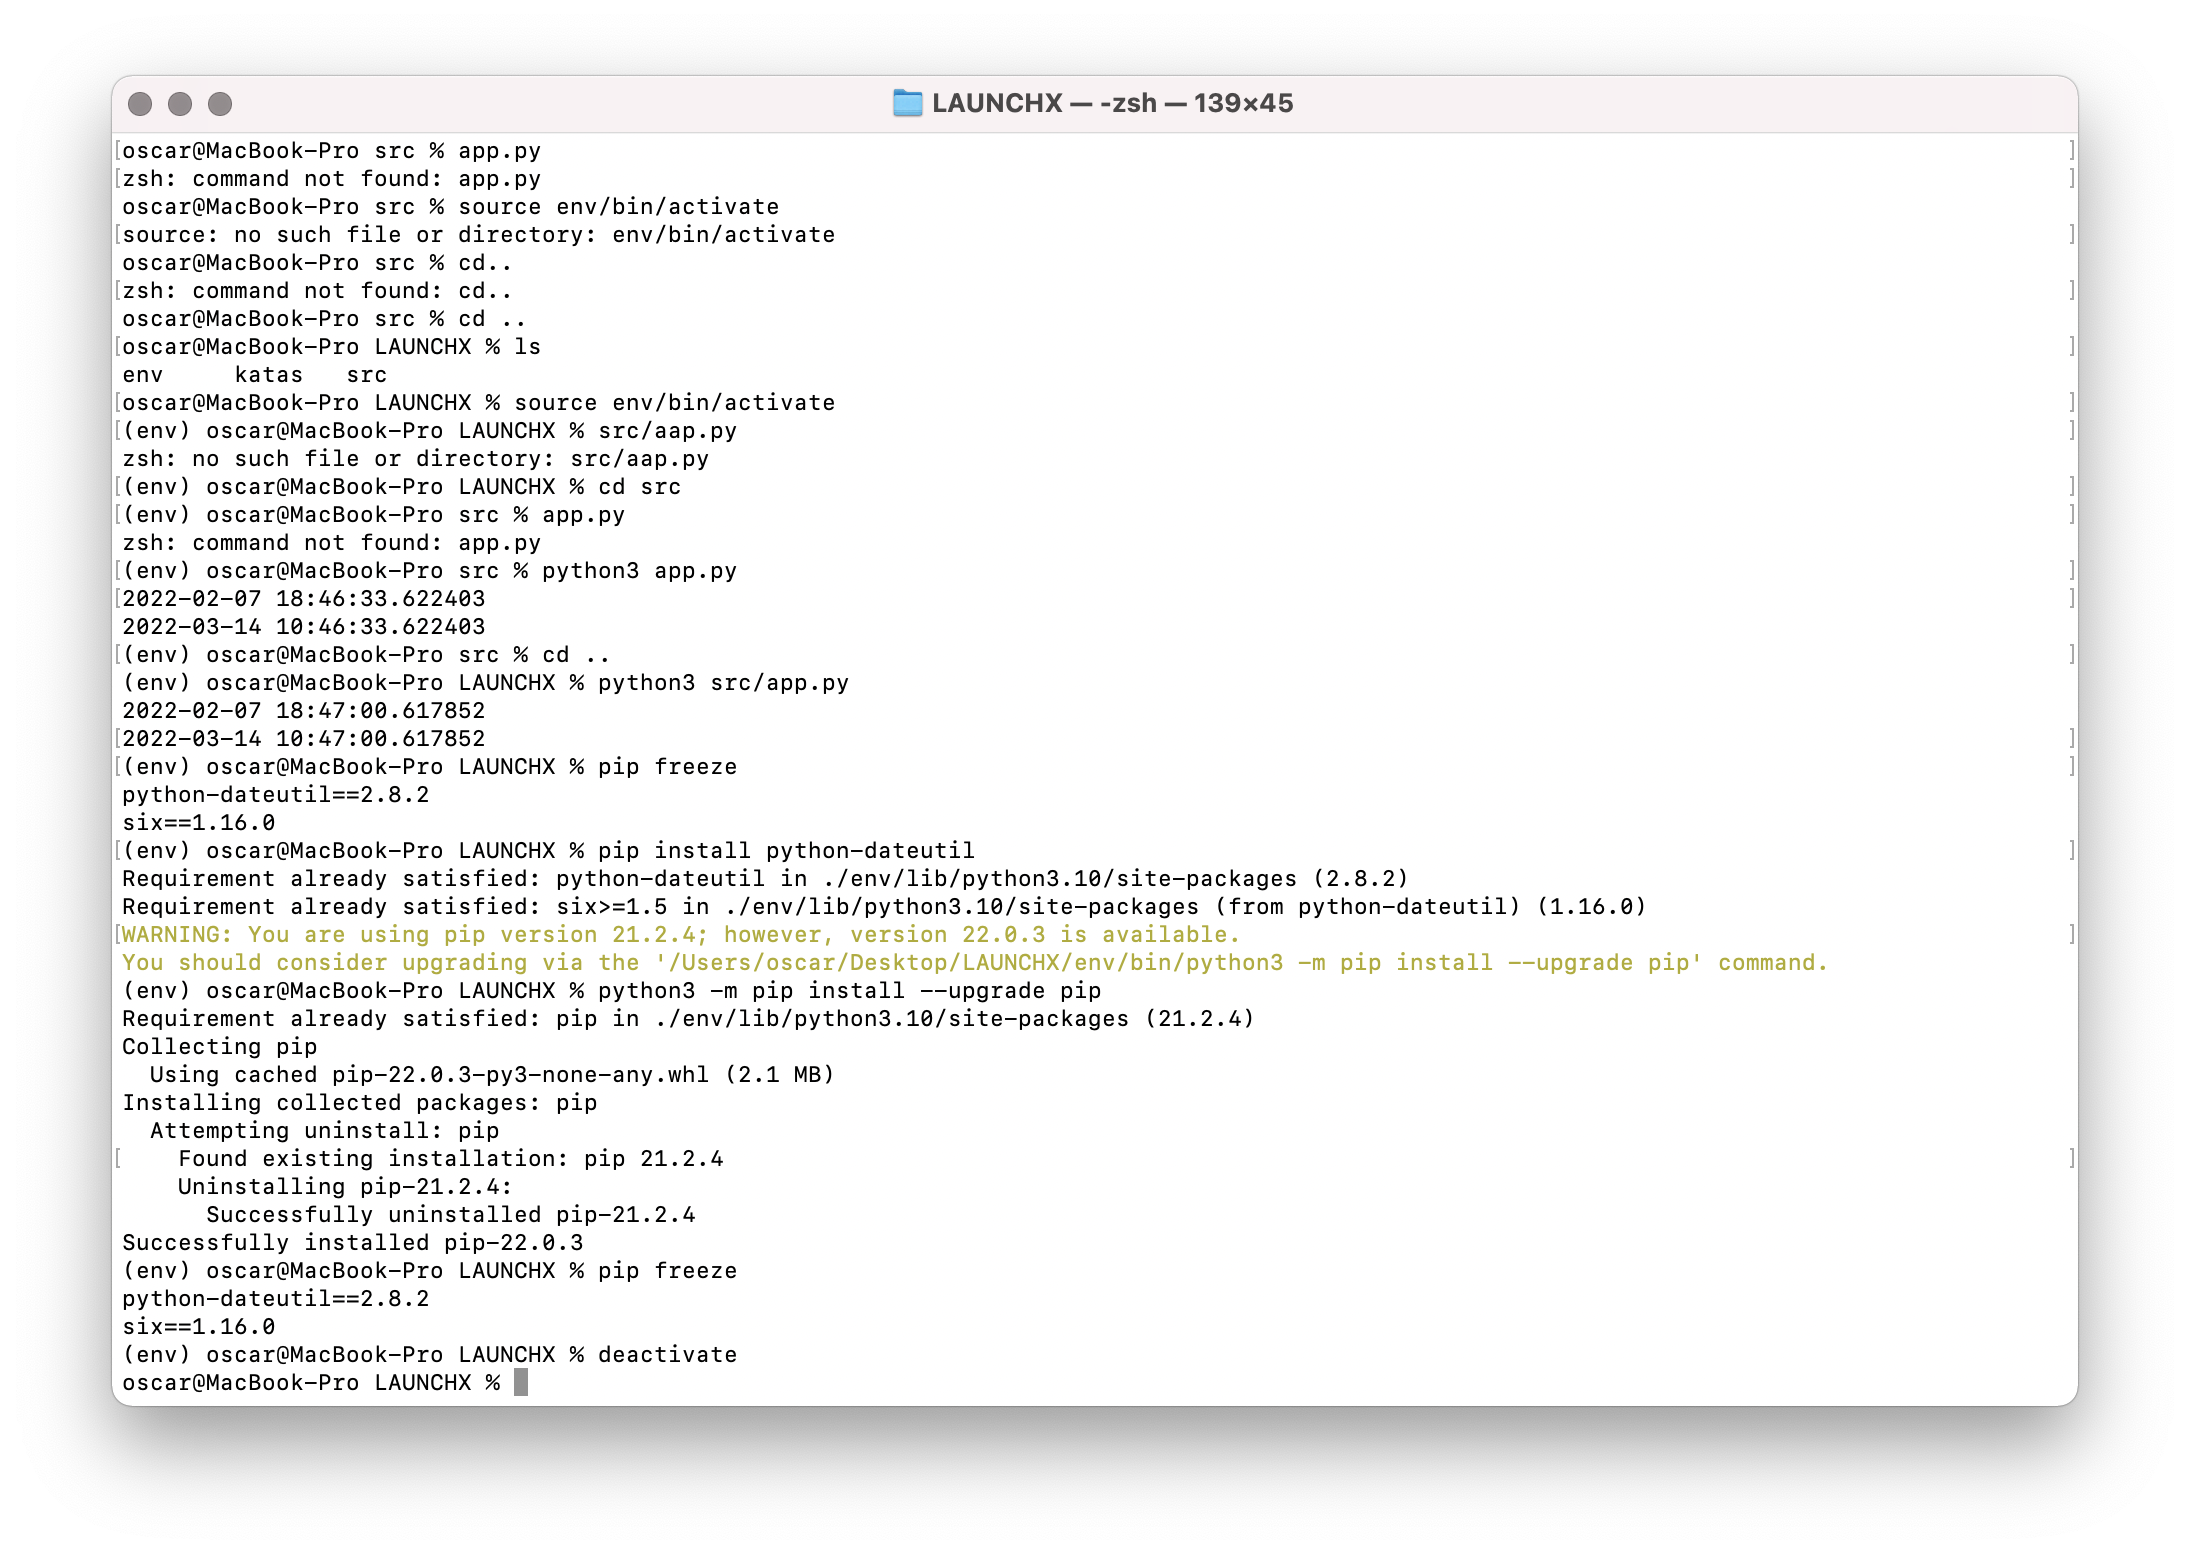 LAUNCHX — -zsh — 139×45
[oscar@MacBook-Pro src % app.py ]
[zsh: command not found: app.py ]
oscar@MacBook-Pro src % source env/bin/activate
[source: no such file or directory: env/bin/activate ]
oscar@MacBook-Pro src % cd..
[zsh: command not found: cd.. ]
oscar@MacBook-Pro src % cd ..
[oscar@MacBook-Pro LAUNCHX % ls ]
env     katas   src
[oscar@MacBook-Pro LAUNCHX % source env/bin/activate ]
[(env) oscar@MacBook-Pro LAUNCHX % src/aap.py ]
zsh: no such file or directory: src/aap.py
[(env) oscar@MacBook-Pro LAUNCHX % cd src ]
[(env) oscar@MacBook-Pro src % app.py ]
zsh: command not found: app.py
[(env) oscar@MacBook-Pro src % python3 app.py ]
[2022-02-07 18:46:33.622403 ]
2022-03-14 10:46:33.622403
[(env) oscar@MacBook-Pro src % cd .. ]
(env) oscar@MacBook-Pro LAUNCHX % python3 src/app.py
2022-02-07 18:47:00.617852
[2022-03-14 10:47:00.617852 ]
[(env) oscar@MacBook-Pro LAUNCHX % pip freeze ]
python-dateutil==2.8.2
six==1.16.0
[(env) oscar@MacBook-Pro LAUNCHX % pip install python-dateutil ]
Requirement already satisfied: python-dateutil in ./env/lib/python3.10/site-packages (2.8.2)
Requirement already satisfied: six>=1.5 in ./env/lib/python3.10/site-packages (from python-dateutil) (1.16.0)
[WARNING: You are using pip version 21.2.4; however, version 22.0.3 is available. ]
You should consider upgrading via the '/Users/oscar/Desktop/LAUNCHX/env/bin/python3 -m pip install --upgrade pip' command.
(env) oscar@MacBook-Pro LAUNCHX % python3 -m pip install --upgrade pip
Requirement already satisfied: pip in ./env/lib/python3.10/site-packages (21.2.4)
Collecting pip
  Using cached pip-22.0.3-py3-none-any.whl (2.1 MB)
Installing collected packages: pip
  Attempting uninstall: pip
[    Found existing installation: pip 21.2.4 ]
    Uninstalling pip-21.2.4:
      Successfully uninstalled pip-21.2.4
Successfully installed pip-22.0.3
(env) oscar@MacBook-Pro LAUNCHX % pip freeze
python-dateutil==2.8.2
six==1.16.0
(env) oscar@MacBook-Pro LAUNCHX % deactivate
oscar@MacBook-Pro LAUNCHX %